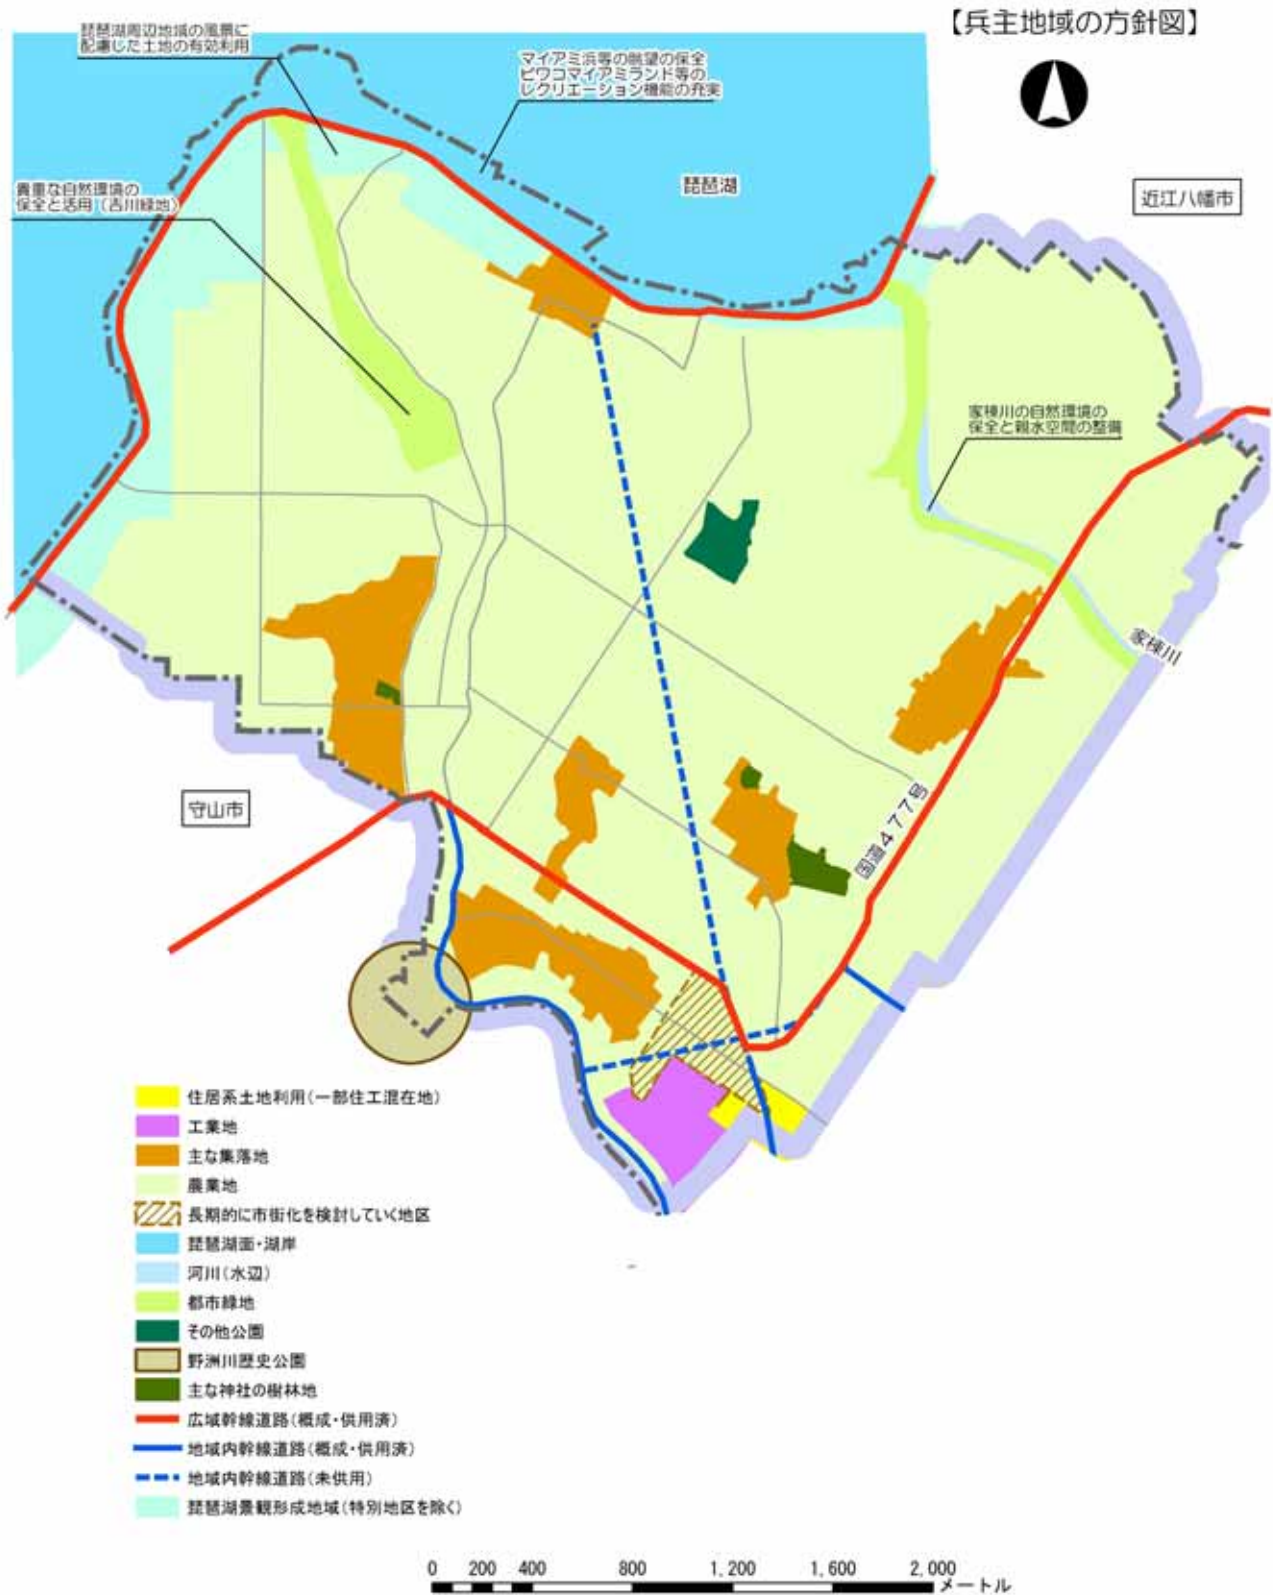 【兵主地域の方針図】
琵琶湖周辺地域の風景に
配慮した土地の有効利用
マイアミ浜等の眺望の保全
ビワコマイアミランド等の
レクリエーション機能の充実
琵琶湖
近江八幡市
貴重な自然環境の
保全と活用（吉川緑地）
家棟川の自然環境の
保全と親水空間の整備
家棟川
国道477号
守山市
住居系土地利用(一部住工混在地)
工業地
主な集落地
農業地
長期的に市街化を検討していく地区
琵琶湖面・湖岸
河川(水辺)
都市緑地
その他公園
野洲川歴史公園
主な神社の樹林地
広域幹線道路(概成・供用済)
地域内幹線道路(概成・供用済)
地域内幹線道路(未供用)
琵琶湖景観形成地域(特別地区を除く)
0 200 400 800 1,200 1,600 2,000
メートル